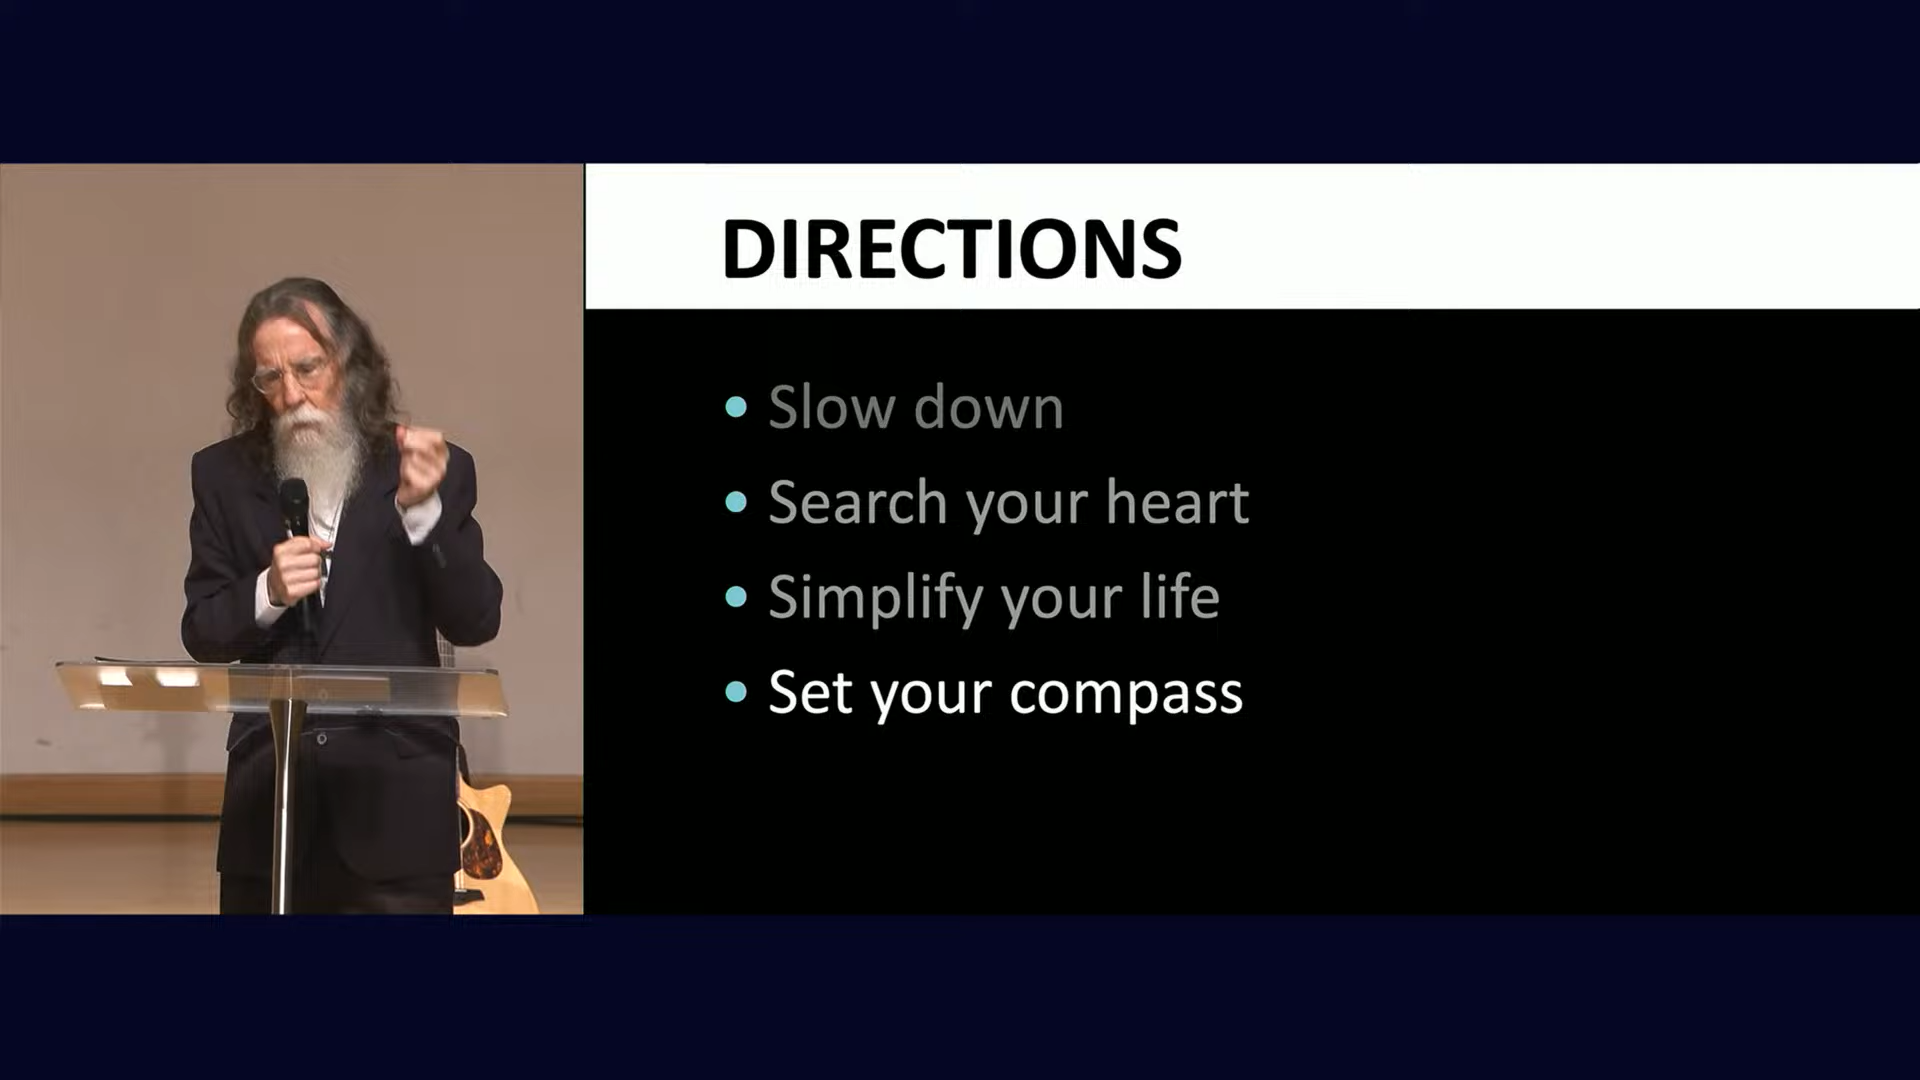 DIRECTIONS
• Slow down
• Search your heart
• Simplify your life
• Set your compass